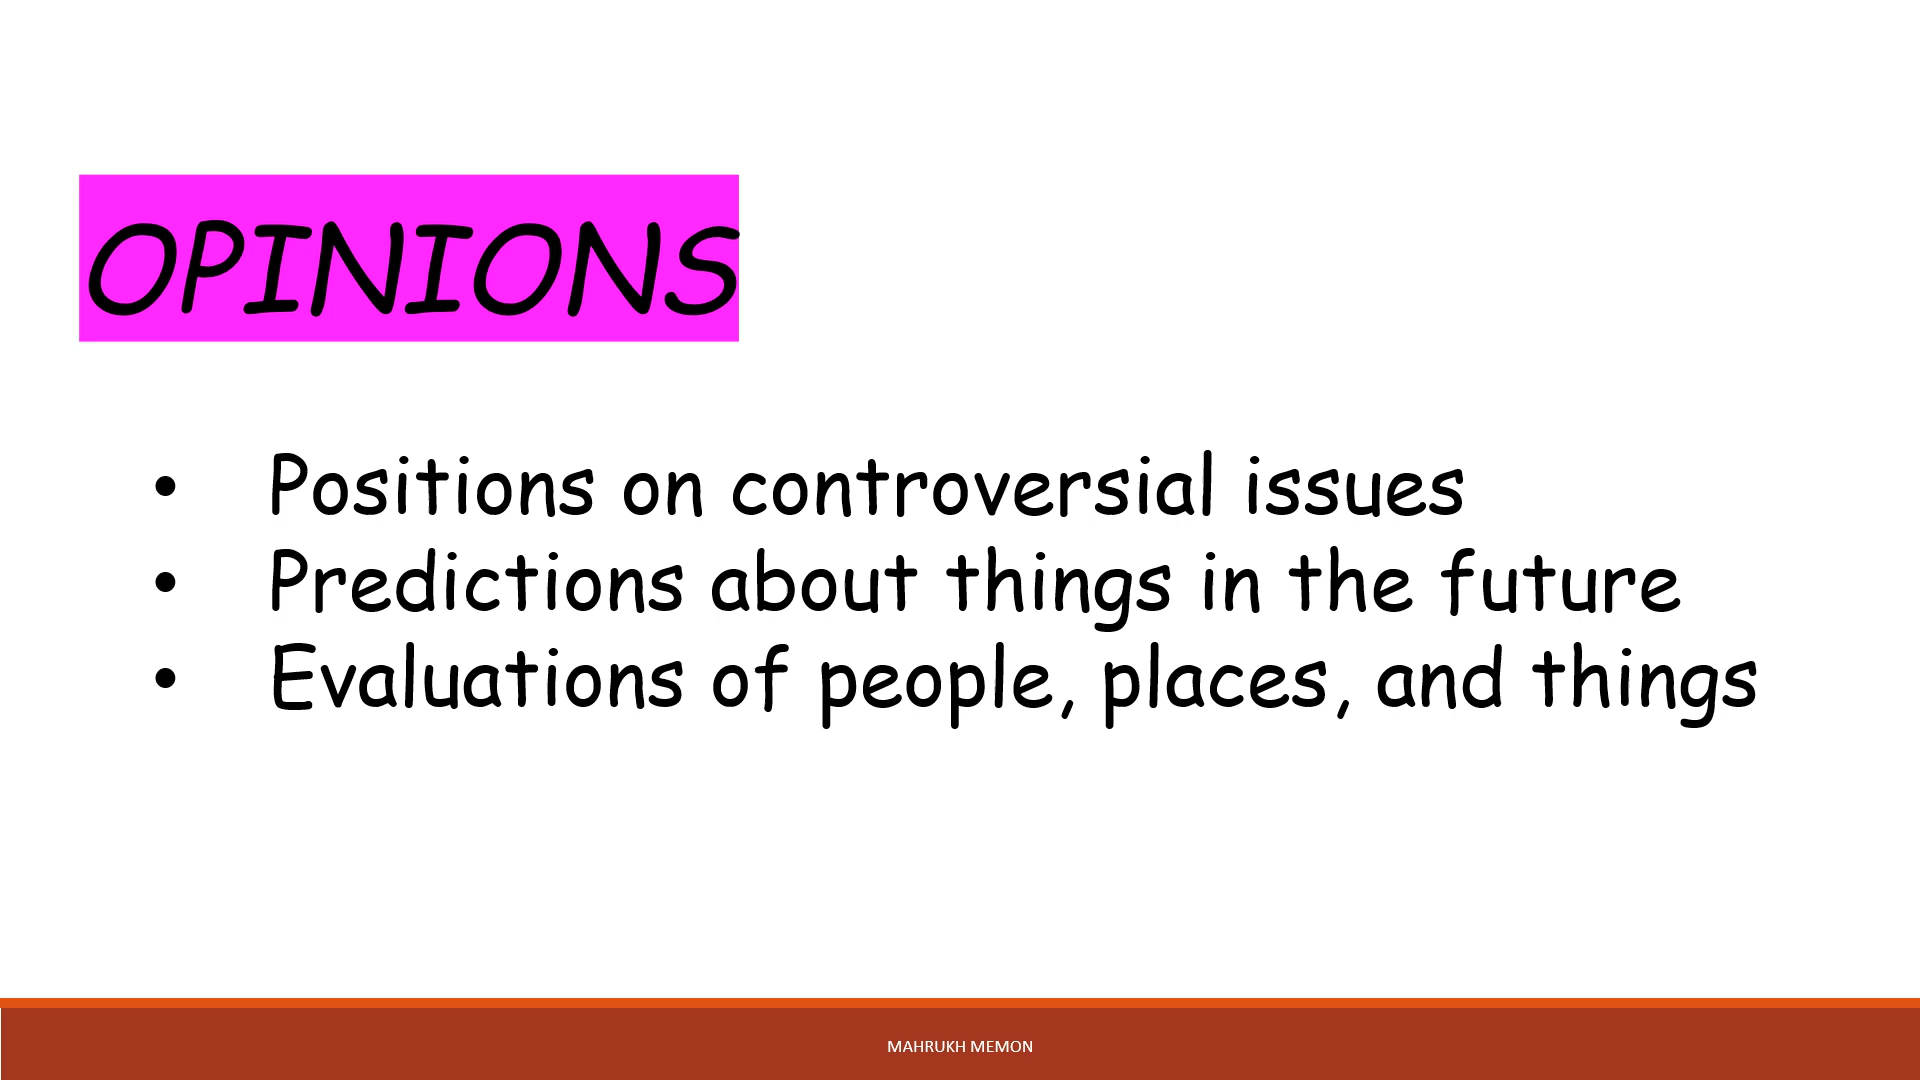 OPINIONS
• Positions on controversial issues
• Predictions about things in the future
• Evaluations of people, places, and things
MAHRUKH MEMON